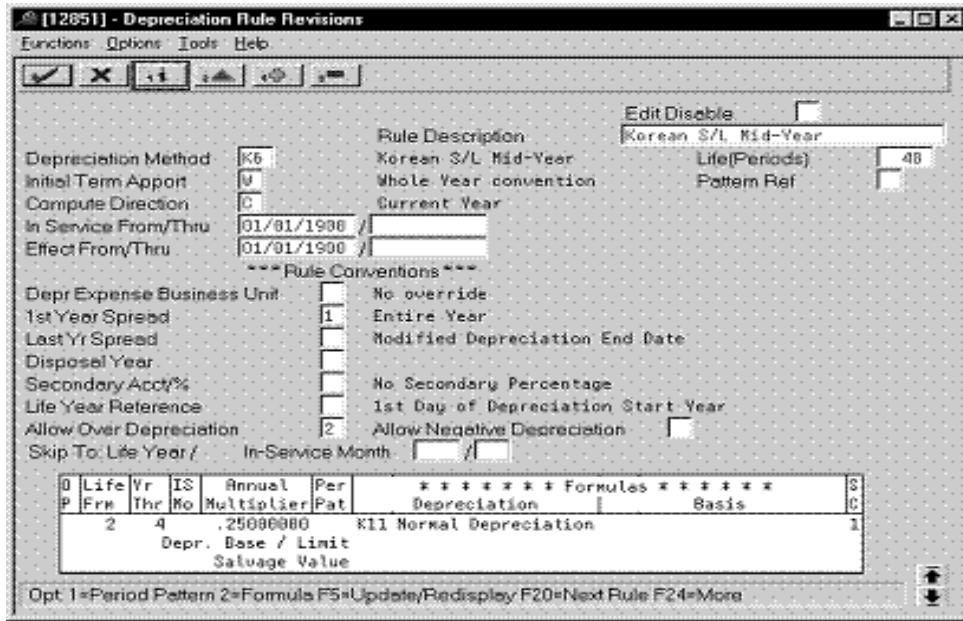 [12851] - Depreciation Rule Revisions
Functions Options Tools Help
Edit Disable
Rule Description Korean S/L Mid-Year
Depreciation Method K6 Korean S/L Mid-Year Life(Periods) 48
Initial Term Apport W Whole Year convention Pattern Ref
Compute Direction C Current Year
In Service From/Thru 01/01/1900 /
Effect From/Thru 01/01/1900 /
*** Rule Conventions ***
Depr Expense Business Unit No override
1st Year Spread 1 Entire Year
Last Yr Spread Modified Depreciation End Date
Disposal Year
Secondary Acct/% No Secondary Percentage
Life Year Reference 1st Day of Depreciation Start Year
Allow Over Depreciation 2 Allow Negative Depreciation
Skip To: Life Year / In-Service Month /
O Life Yr IS Annual Per * * * * * * * Formulas * * * * * * S
P Frm Thr Mo Multiplier Pat Depreciation | Basis C
2 4 .25000000 K11 Normal Depreciation 1
Depr. Base / Limit
Salvage Value
Opt: 1=Period Pattern 2=Formula F5=Update/Redisplay F20=Next Rule F24=More